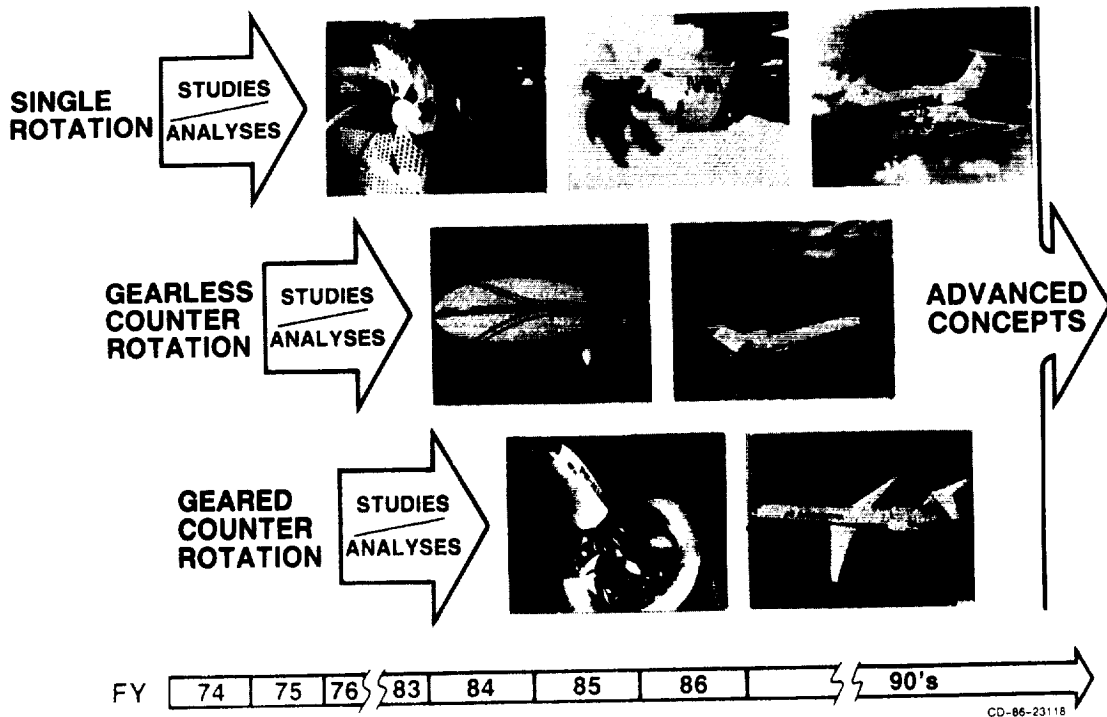 SINGLE
ROTATION
STUDIES
ANALYSES
GEARLESS
COUNTER
ROTATION
STUDIES
ANALYSES
ADVANCED
CONCEPTS
GEARED
COUNTER
ROTATION
STUDIES
ANALYSES
FY 74 75 76 83 84 85 86 90's
CD-86-23118